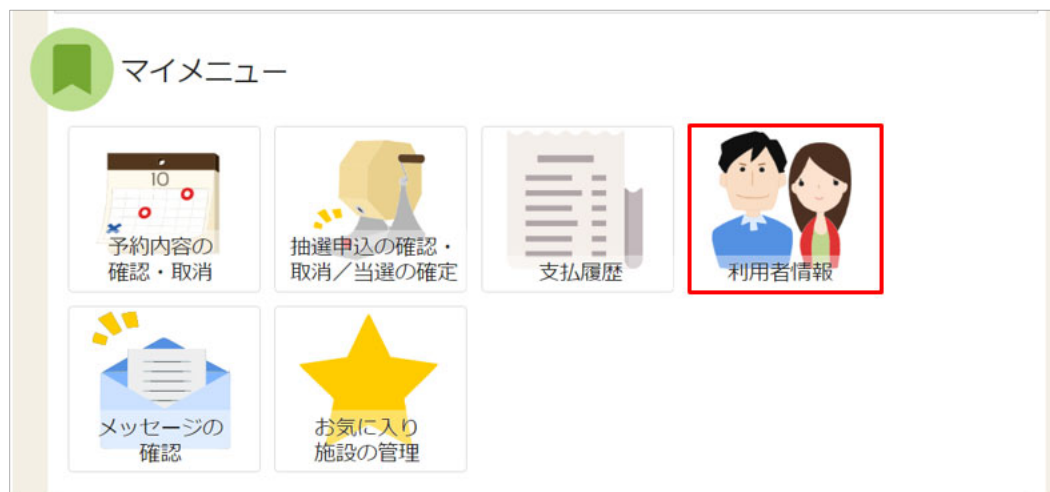 マイメニュー
10
予約内容の
確認・取消
抽選申込の確認・
取消／当選の確定
支払履歴
利用者情報
メッセージの
確認
お気に入り
施設の管理